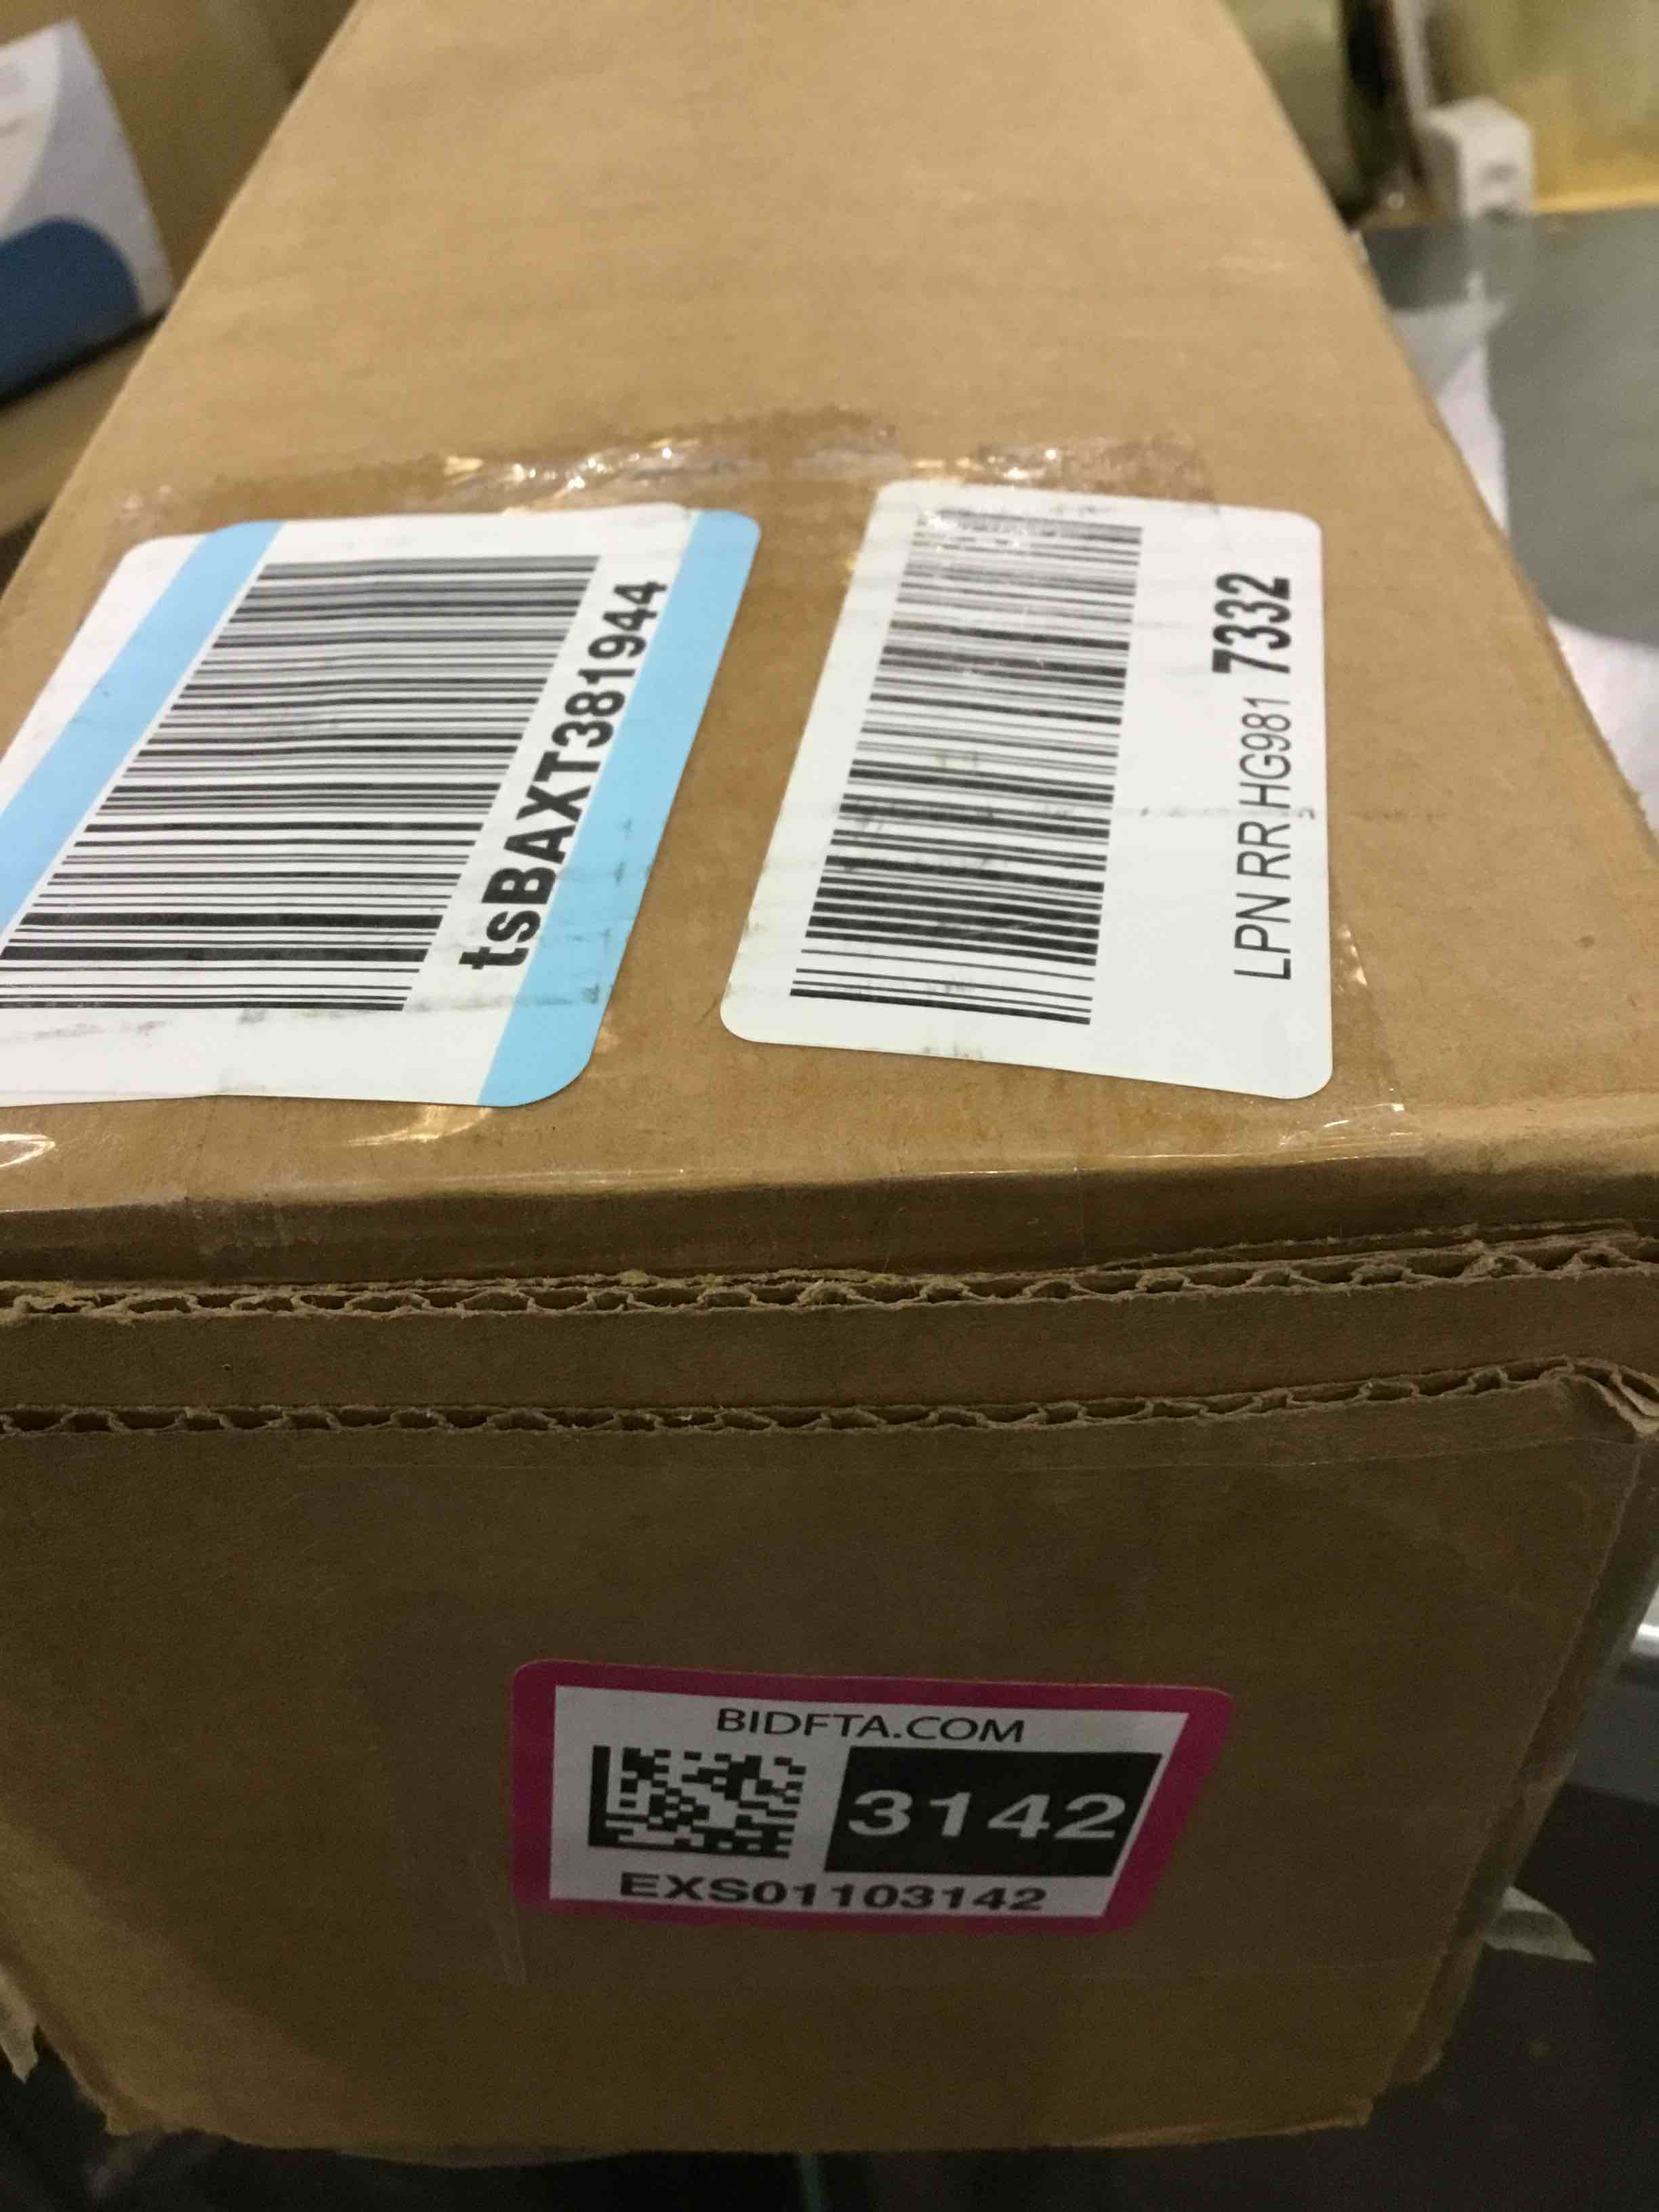 tsBAXT381944
LPN RR HG981 7332
BIDFTA.COM
3142
EXS01103142